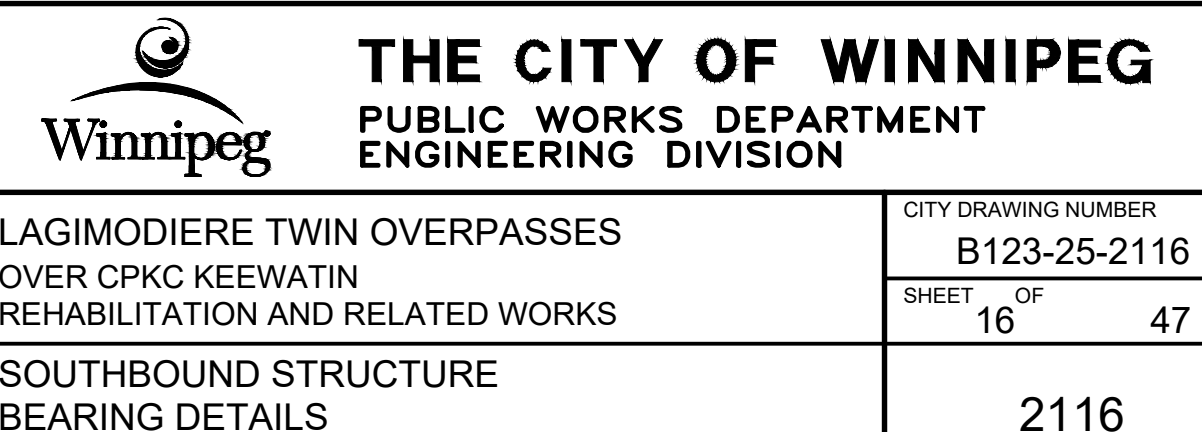 Winnipeg
THE CITY OF WINNIPEG
PUBLIC WORKS DEPARTMENT
ENGINEERING DIVISION
LAGIMODIERE TWIN OVERPASSES
OVER CPKC KEEWATIN
REHABILITATION AND RELATED WORKS
CITY DRAWING NUMBER
B123-25-2116
SHEET 16 OF 47
SOUTHBOUND STRUCTURE
BEARING DETAILS
2116